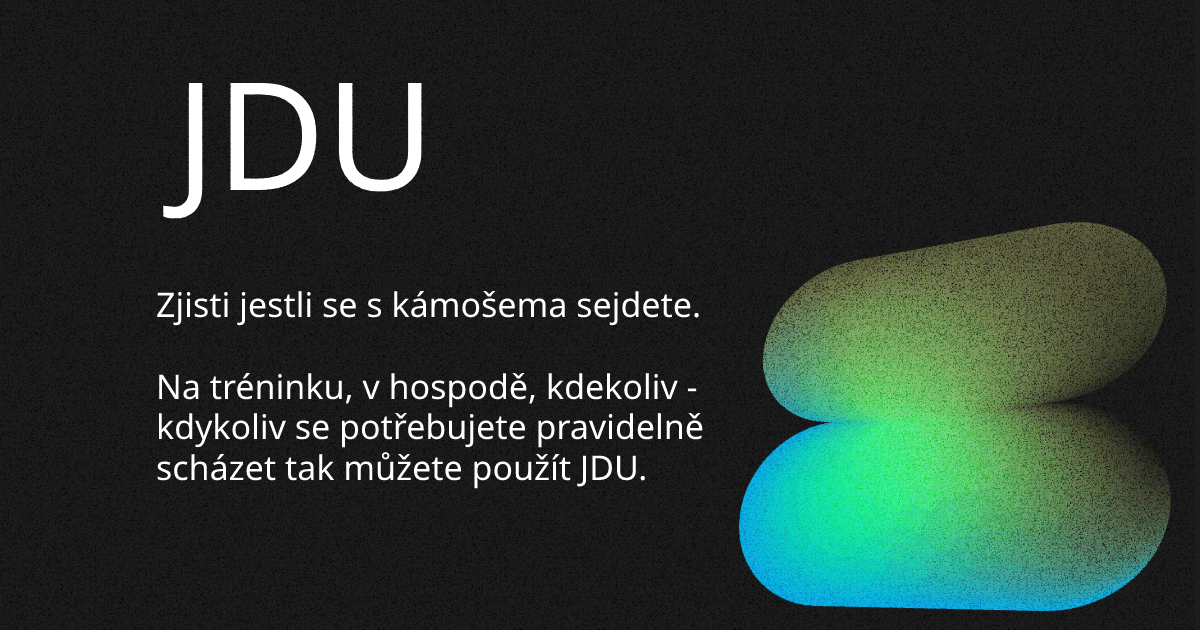 JDU
Zjisti jestli se s kámošema sejdete.
Na tréninku, v hospodě, kdekoliv -
kdykoliv se potřebujete pravidelně
scházet tak můžete použít JDU.